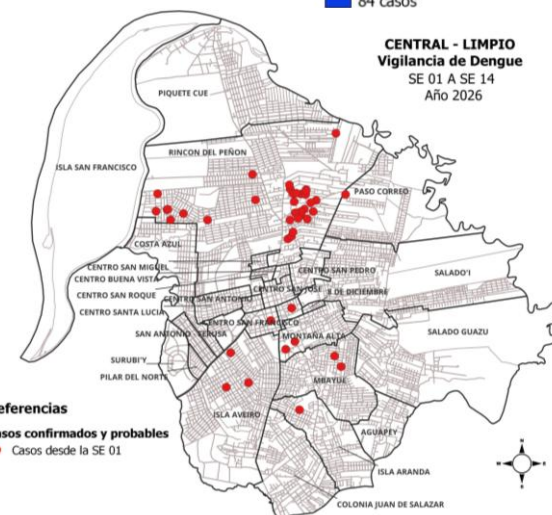 84 casos
CENTRAL - LIMPIO
Vigilancia de Dengue
SE 01 A SE 14
Año 2026
PIQUETE CUE
RINCON DEL PEÑON
ISLA SAN FRANCISCO
PASO CORREO
COSTA AZUL
CENTRO SAN MIGUEL
CENTRO SAN PEDRO
SALADO'I
CENTRO BUENA VISTA
CENTRO SAN JOSE
8 DE DICIEMBRE
CENTRO SAN ROQUE
CENTRO SAN ANTONIO
CENTRO SANTA LUCIA
CENTRO SAN FRANCISCO
SALADO GUAZU
SAN ANTONIO - TERUSA
MONTAÑA ALTA
SURUBI'Y
PILAR DEL NORTE
MBAYUE
ISLA AVEIRO
eferencias
AGUAPEY
asos confirmados y probables
Casos desde la SE 01
ISLA ARANDA
COLONIA JUAN DE SALAZAR